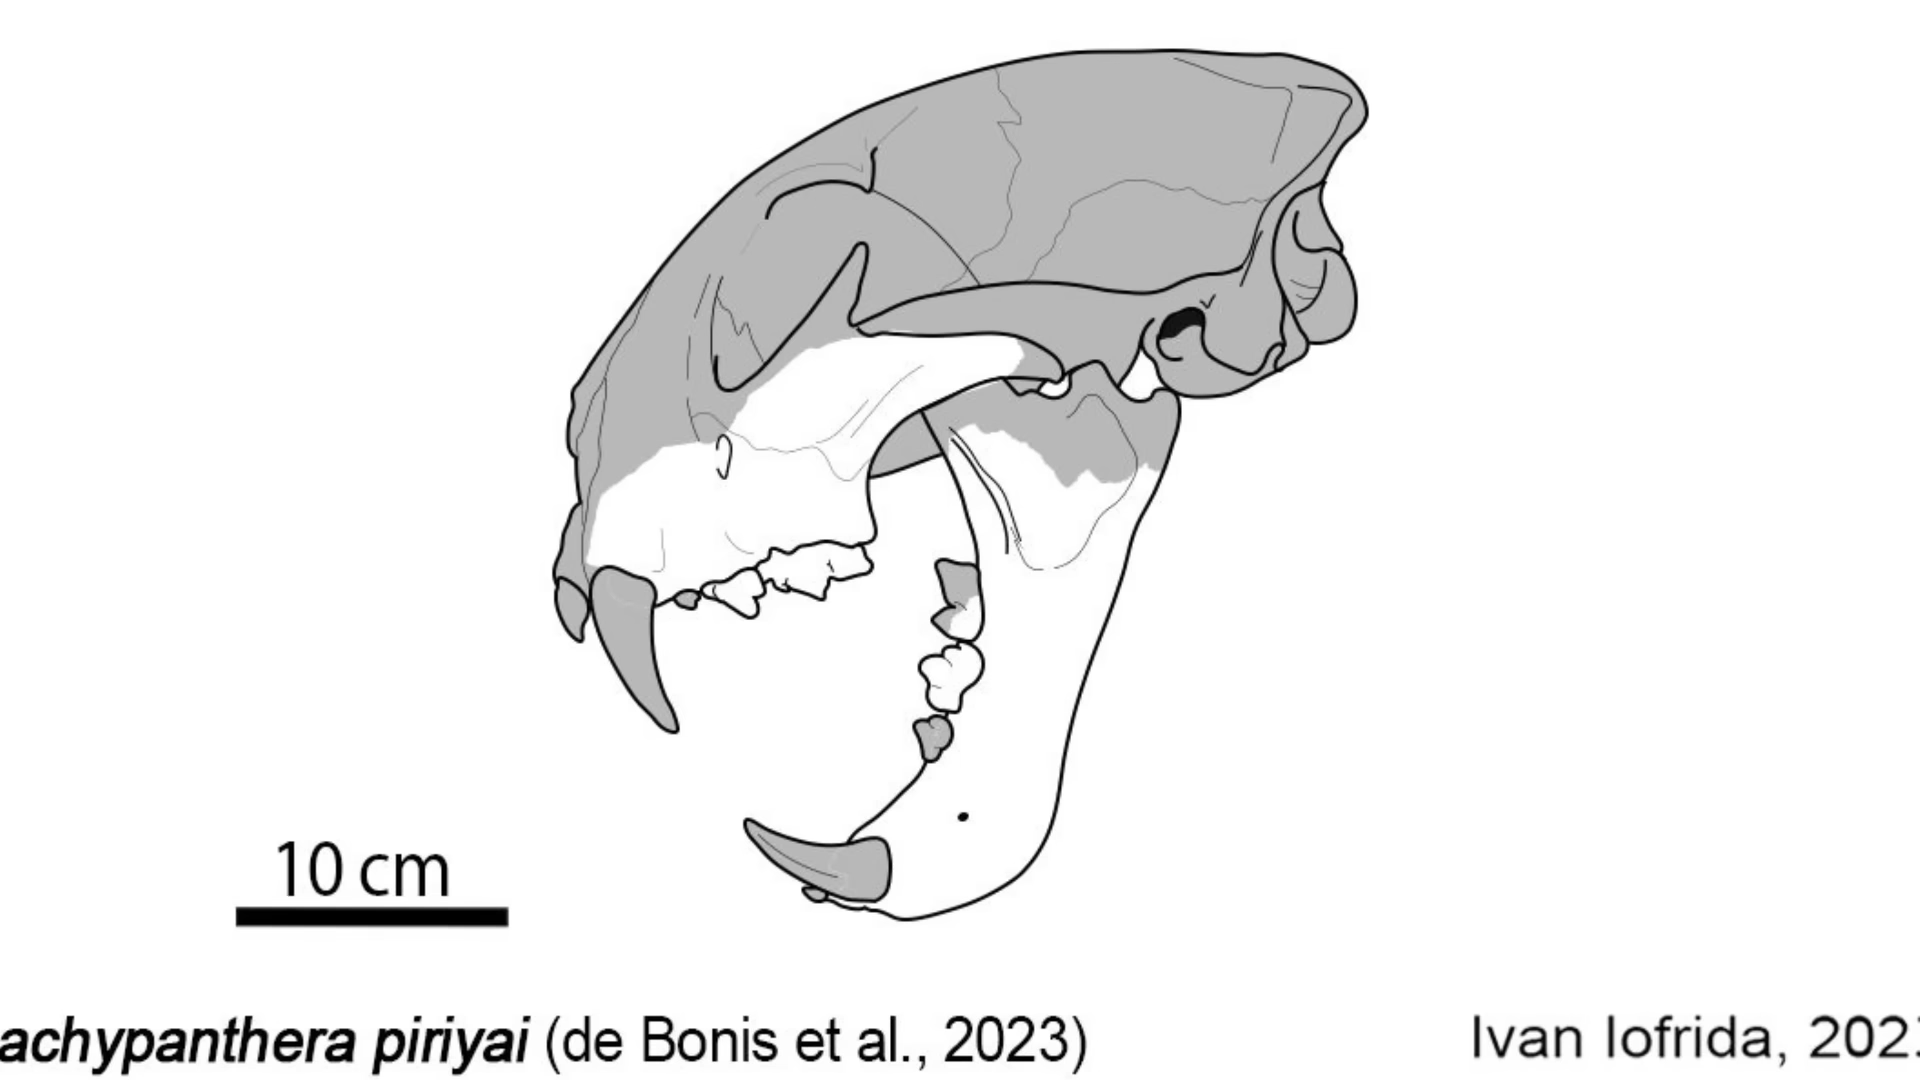 10 cm
achypanthera piriyai (de Bonis et al., 2023) Ivan Iofrida, 202